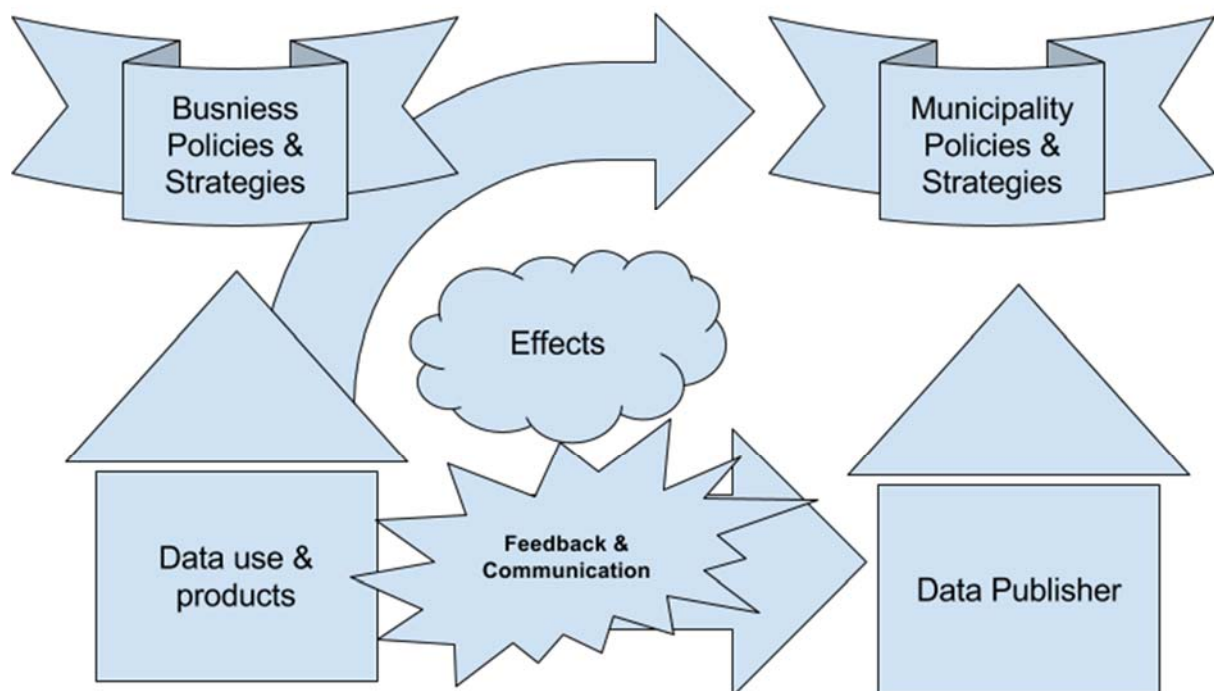 Busniess
Policies &
Strategies
Municipality
Policies &
Strategies
Effects
Data use &
products
Feedback &
Communication
Data Publisher